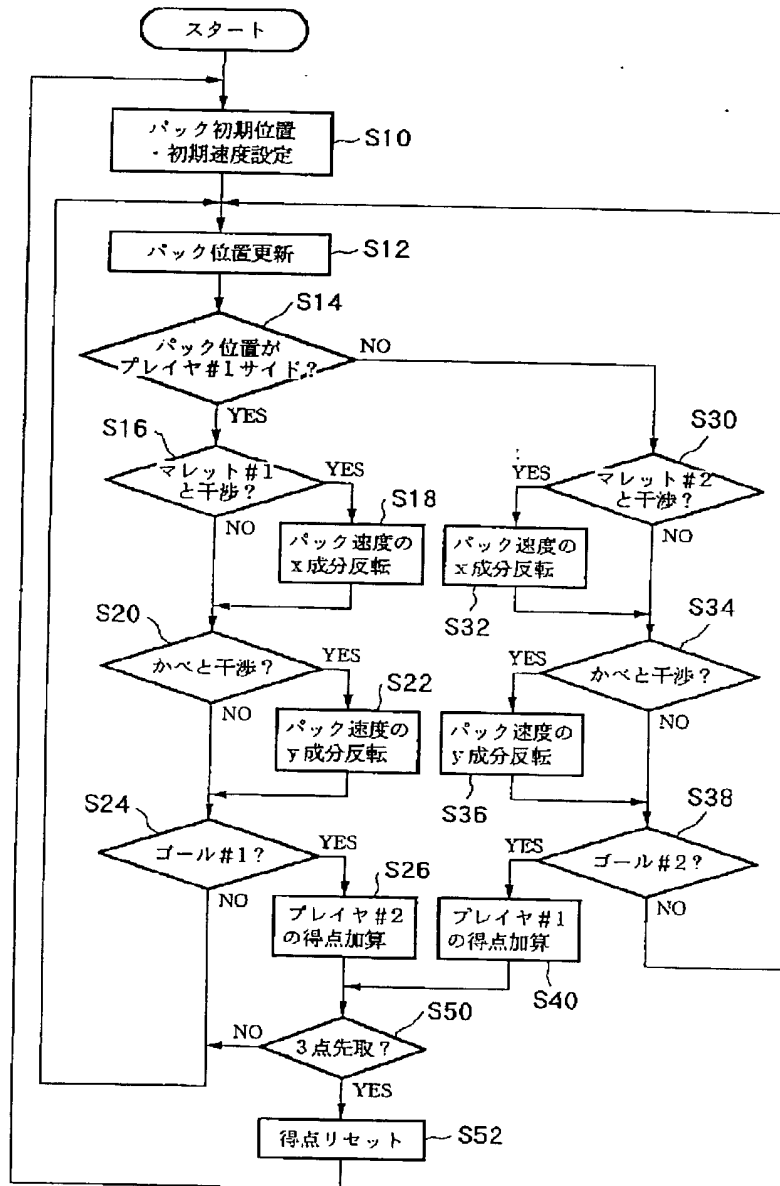 スタート
パック初期位置
・初期速度設定
S10
パック位置更新
S12
S14
パック位置が
プレイヤ#1サイド?
NO
YES
S16
マレット#1
と干渉?
YES
NO
S18
パック速度の
x成分反転
S30
マレット#2
と干渉?
YES
NO
パック速度の
x成分反転
S32
S20
かべと干渉?
YES
NO
S22
パック速度の
y成分反転
S34
かべと干渉?
YES
NO
パック速度の
y成分反転
S36
S24
ゴール#1?
YES
NO
S26
プレイヤ#2
の得点加算
S38
ゴール#2?
YES
NO
プレイヤ#1
の得点加算
S40
S50
3点先取?
NO
YES
得点リセット
S52